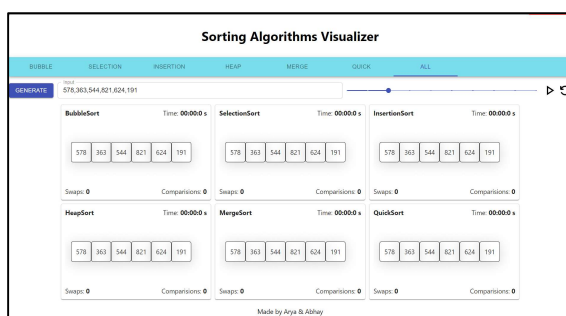 Sorting Algorithms Visualizer
BUBBLE SELECTION INSERTION HEAP MERGE QUICK ALL
GENERATE
Input
578,363,544,821,624,191
BubbleSort Time: 00:00:0 s
578 363 544 821 624 191
Swaps: 0 Comparisions: 0
SelectionSort Time: 00:00:0 s
578 363 544 821 624 191
Swaps: 0 Comparisions: 0
InsertionSort Time: 00:00:0 s
578 363 544 821 624 191
Swaps: 0 Comparisions: 0
HeapSort Time: 00:00:0 s
578 363 544 821 624 191
Swaps: 0 Comparisions: 0
MergeSort Time: 00:00:0 s
578 363 544 821 624 191
Swaps: 0 Comparisions: 0
QuickSort Time: 00:00:0 s
578 363 544 821 624 191
Swaps: 0 Comparisions: 0
Made by Arya & Abhay